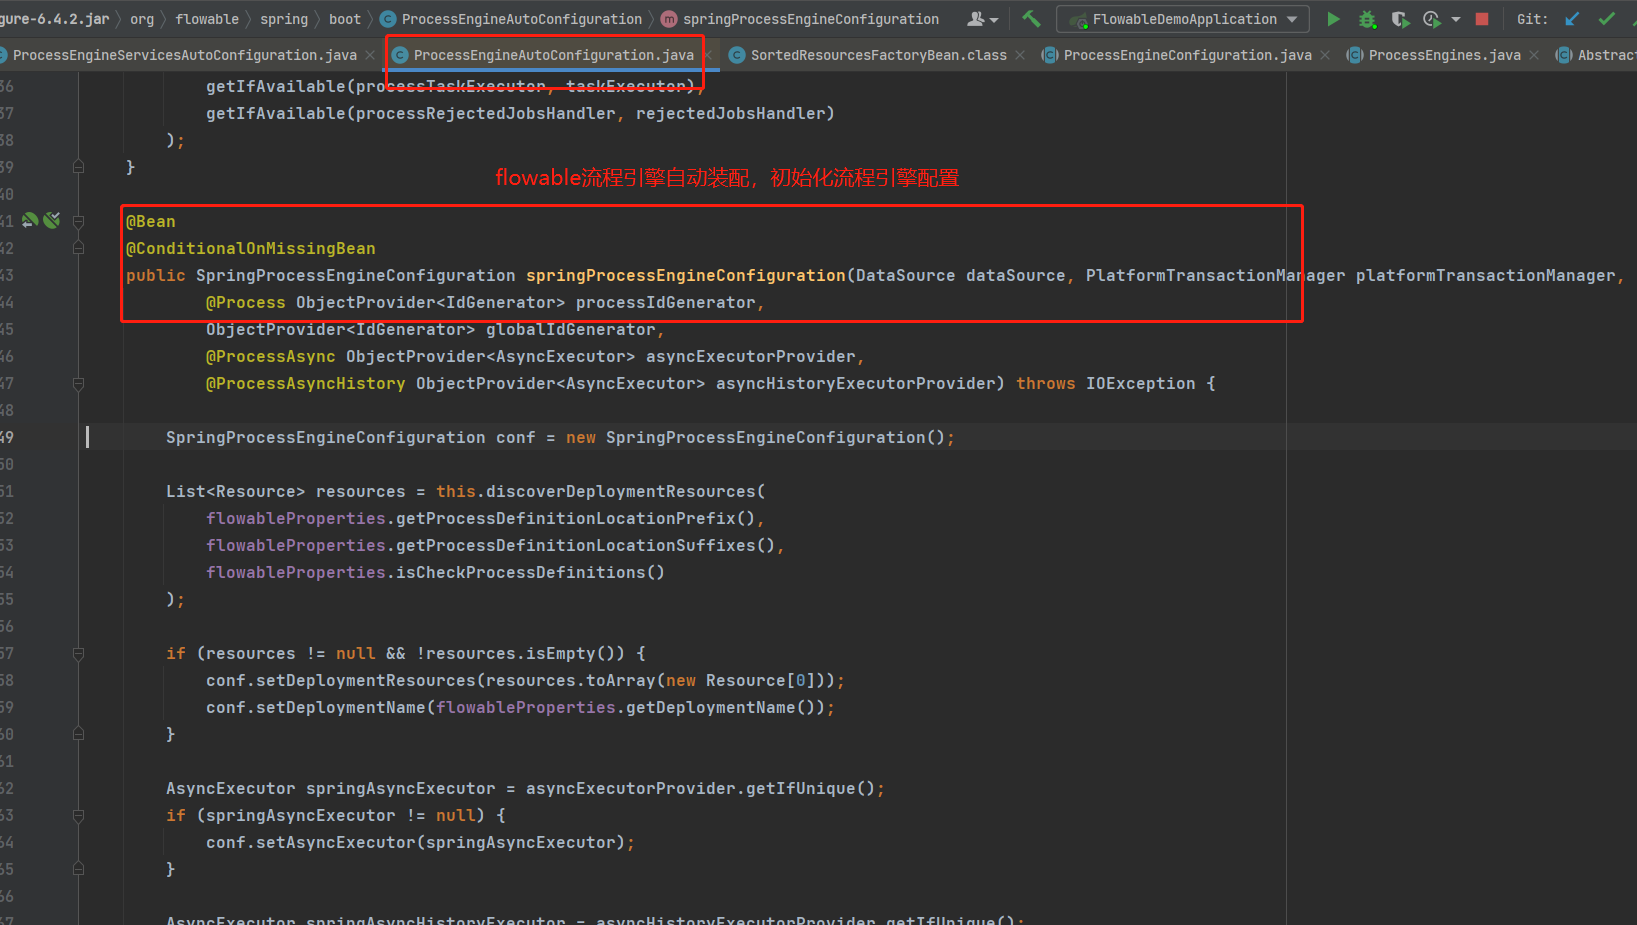 gure-6.4.2.jar org flowable spring boot ProcessEngineAutoConfiguration springProcessEngineConfiguration FlowableDemoApplication Git:
ProcessEngineServicesAutoConfiguration.java ProcessEngineAutoConfiguration.java SortedResourcesFactoryBean.class ProcessEngineConfiguration.java ProcessEngines.java Abstrac
36 getIfAvailable(processTaskExecutor, taskExecutor),
37 getIfAvailable(processRejectedJobsHandler, rejectedJobsHandler)
38 );
39 }
flowable流程引擎自动装配，初始化流程引擎配置
40
41 @Bean
42 @ConditionalOnMissingBean
43 public SpringProcessEngineConfiguration springProcessEngineConfiguration(DataSource dataSource, PlatformTransactionManager platformTransactionManager,
44 @Process ObjectProvider<IdGenerator> processIdGenerator,
45 ObjectProvider<IdGenerator> globalIdGenerator,
46 @ProcessAsync ObjectProvider<AsyncExecutor> asyncExecutorProvider,
47 @ProcessAsyncHistory ObjectProvider<AsyncExecutor> asyncHistoryExecutorProvider) throws IOException {
48
49 SpringProcessEngineConfiguration conf = new SpringProcessEngineConfiguration();
50
51 List<Resource> resources = this.discoverDeploymentResources(
52 flowableProperties.getProcessDefinitionLocationPrefix(),
53 flowableProperties.getProcessDefinitionLocationSuffixes(),
54 flowableProperties.isCheckProcessDefinitions()
55 );
56
57 if (resources != null && !resources.isEmpty()) {
58 conf.setDeploymentResources(resources.toArray(new Resource[0]));
59 conf.setDeploymentName(flowableProperties.getDeploymentName());
60 }
61
62 AsyncExecutor springAsyncExecutor = asyncExecutorProvider.getIfUnique();
63 if (springAsyncExecutor != null) {
64 conf.setAsyncExecutor(springAsyncExecutor);
65 }
66
67 AsyncExecutor springAsyncHistoryExecutor = asyncHistoryExecutorProvider.getIfUnique();